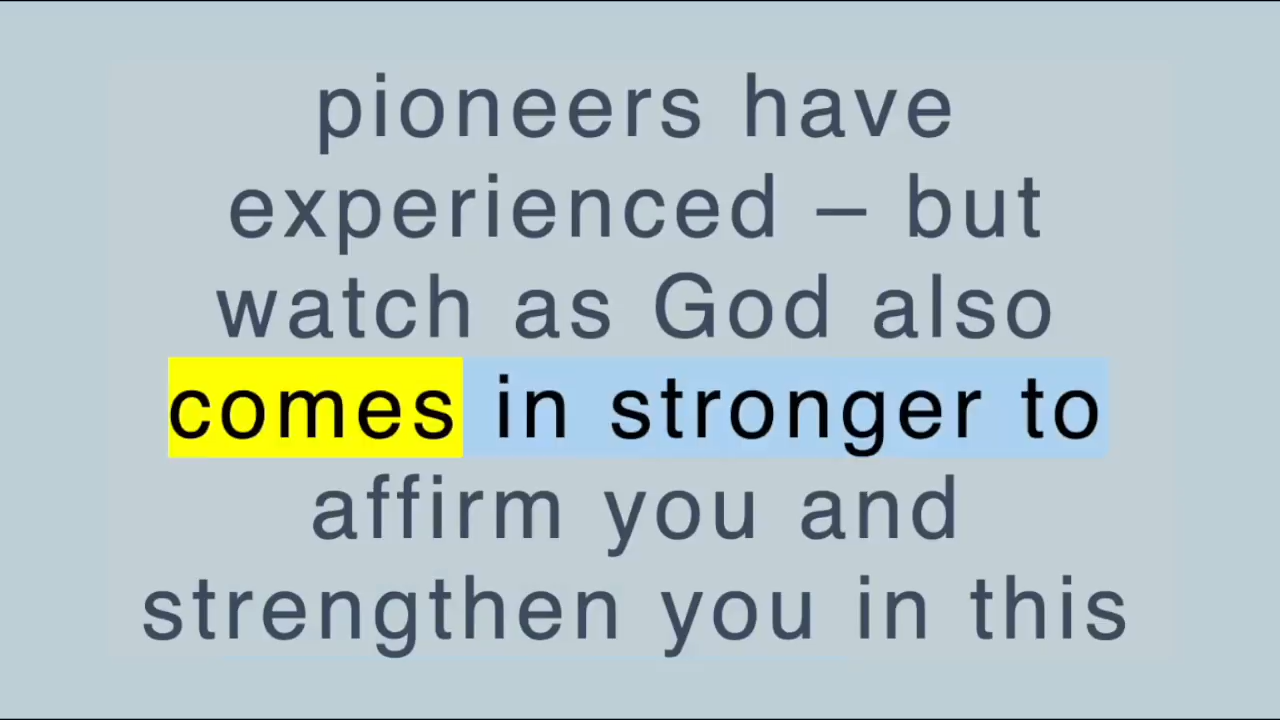 pioneers have
experienced – but
watch as God also
comes in stronger to
affirm you and
strengthen you in this